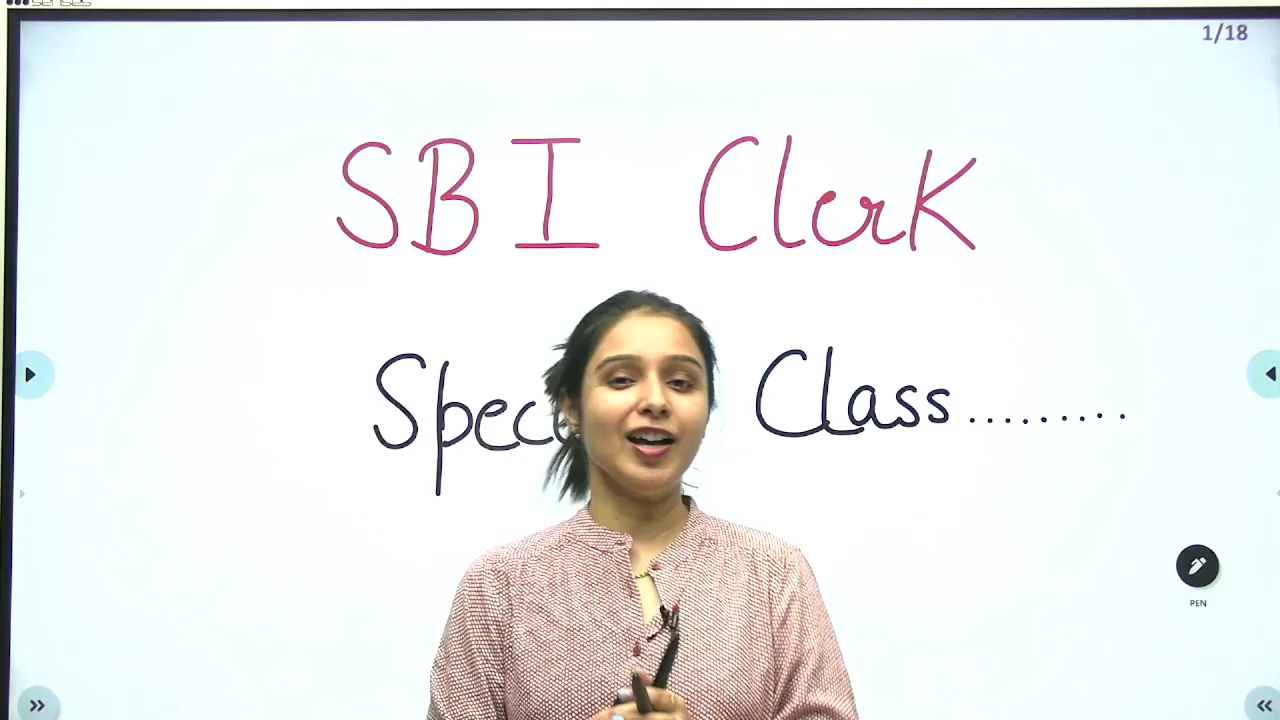 1/18
SBI Clerk
Spec Class.........
PEN